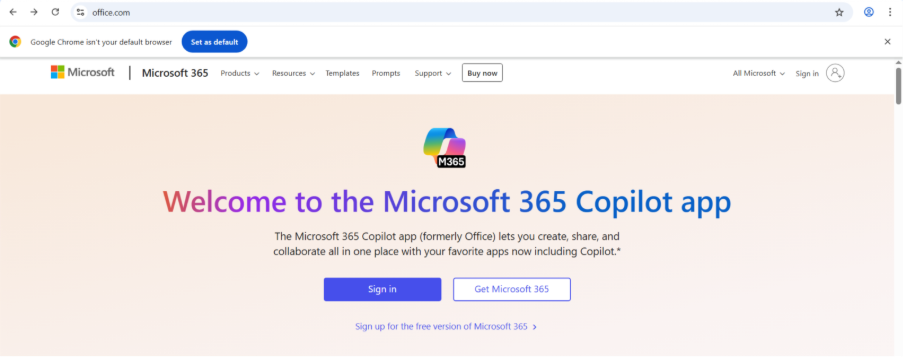 office.com
Google Chrome isn't your default browser Set as default
Microsoft Microsoft 365 Products Resources Templates Prompts Support Buy now All Microsoft Sign in
M365
Welcome to the Microsoft 365 Copilot app
The Microsoft 365 Copilot app (formerly Office) lets you create, share, and
collaborate all in one place with your favorite apps now including Copilot.*
Sign in Get Microsoft 365
Sign up for the free version of Microsoft 365